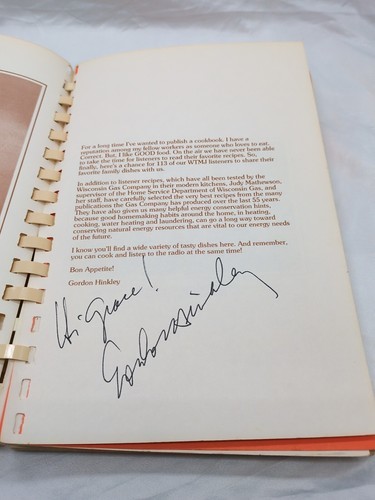 For a long time I've wanted to publish a cookbook. I have a
reputation among my fellow workers as someone who loves to eat.
Correct. But, I like GOOD food. On the air we have never been able
to take the time for listeners to read their favorite recipes. So,
finally, here's a chance for 113 of our WTMJ listeners to share their
favorite family dishes with us.
In addition to listener recipes, which have all been tested by the
Wisconsin Gas Company in their modern kitchens, Judy Mathewson,
supervisor of the Home Service Department of Wisconsin Gas, and
her staff, have carefully selected the very best recipes from the many
publications the Gas Company has produced over the last 55 years.
They have also given us many helpful energy conservation hints,
because good homemaking habits around the home, in heating,
cooking, water heating and laundering, can go a long way toward
conserving natural energy resources that are vital to our energy needs
of the future.
I know you'll find a wide variety of tasty dishes here. And remember,
you can cook and listen to the radio at the same time!
Bon Appetite!
Gordon Hinkley
Hi Grace!
Gordon Hinkley